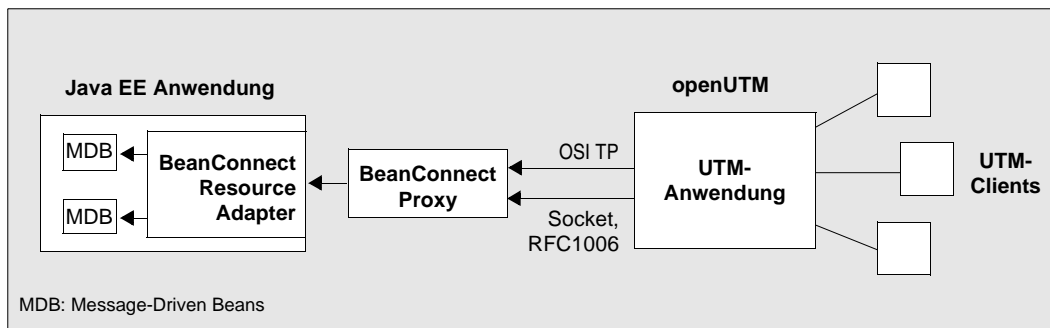 Java EE Anwendung
openUTM
MDB
MDB
BeanConnect
Resource
Adapter
BeanConnect
Proxy
OSI TP
Socket,
RFC1006
UTM-
Anwendung
UTM-
Clients
MDB: Message-Driven Beans